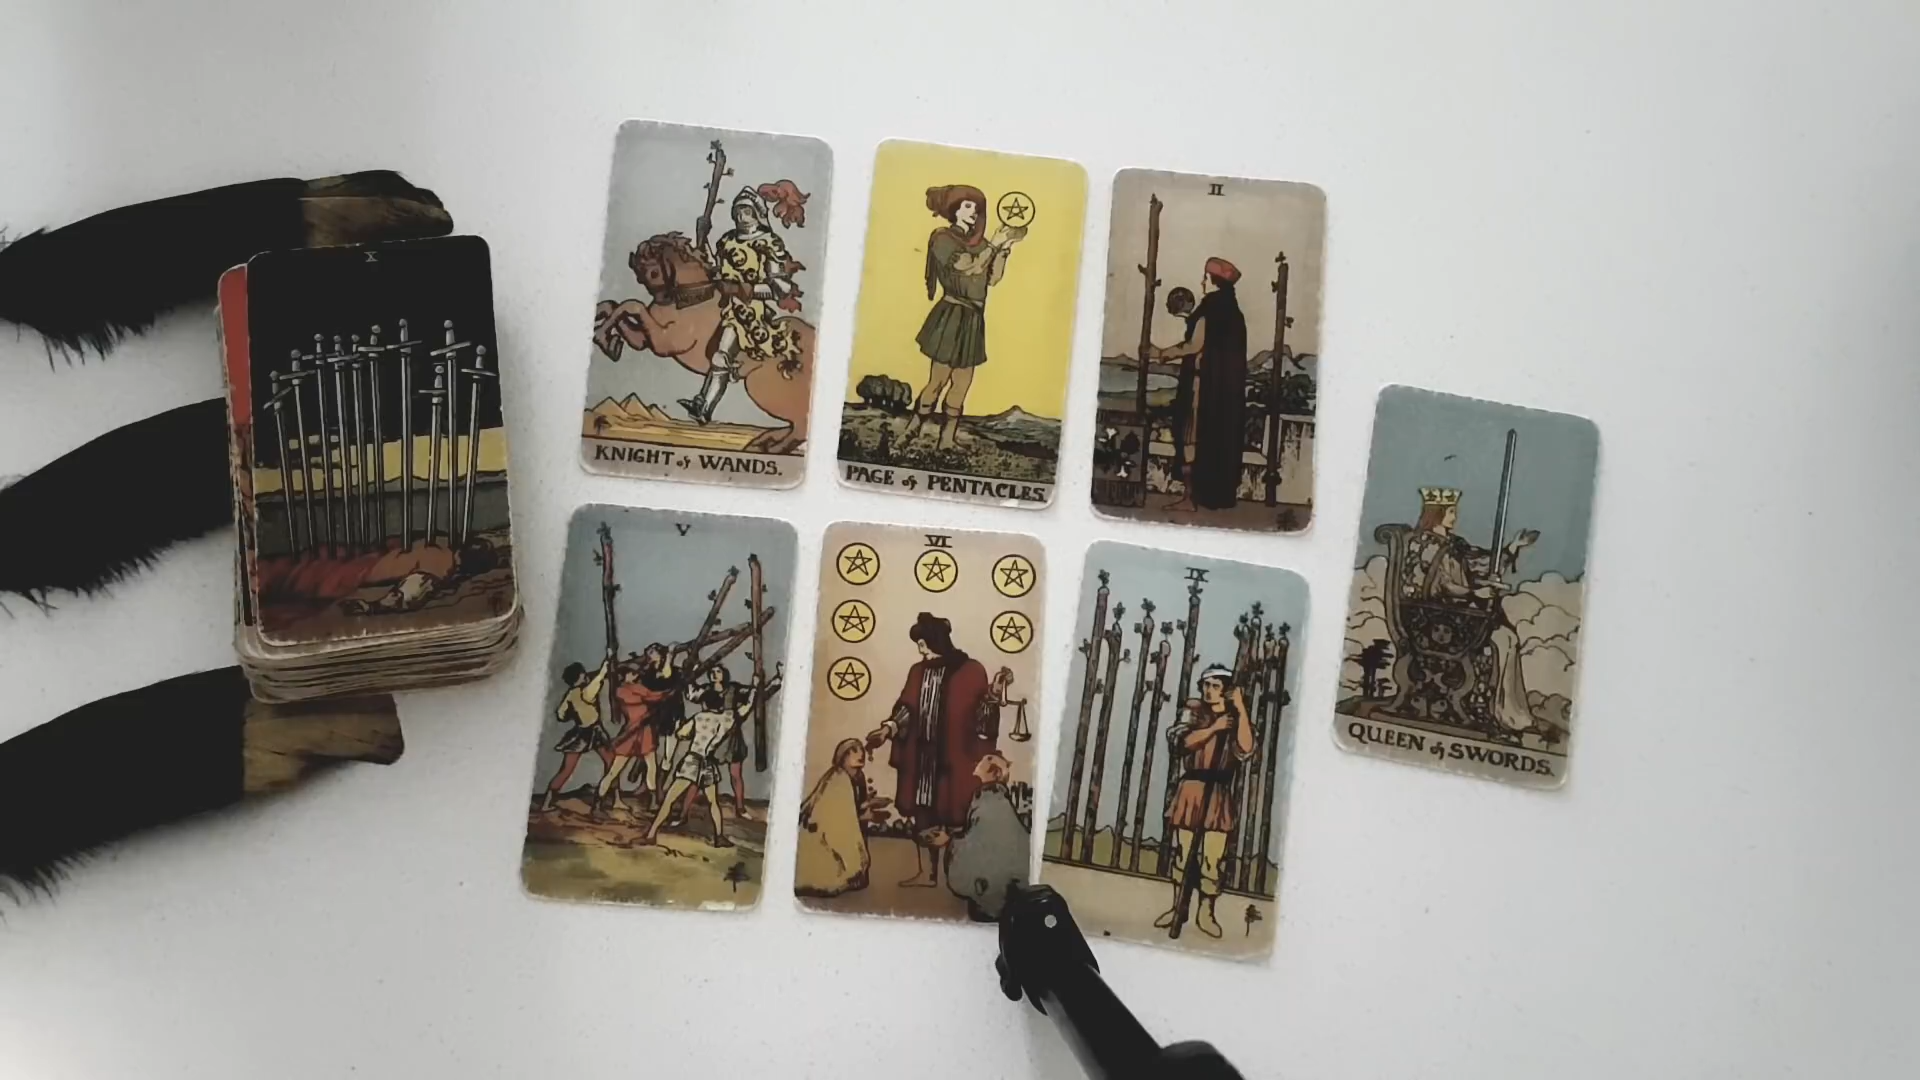 X
KNIGHT of WANDS.
PAGE of PENTACLES.
II
V
VI
IX
QUEEN of SWORDS.